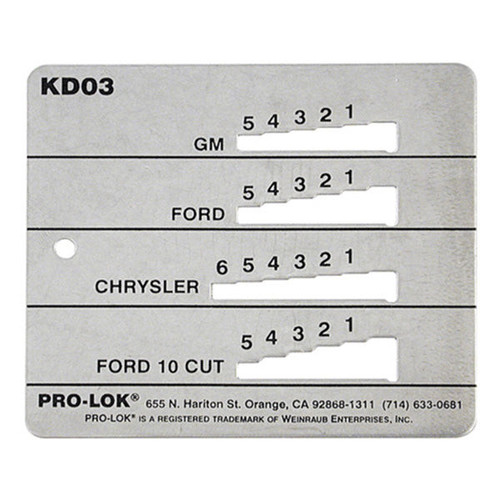 KD03
5 4 3 2 1
GM
5 4 3 2 1
FORD
6 5 4 3 2 1
CHRYSLER
5 4 3 2 1
FORD 10 CUT
PRO-LOK® 655 N. Hariton St. Orange, CA 92868-1311 (714) 633-0681
PRO-LOK® IS A REGISTERED TRADEMARK OF WEINRAUB ENTERPRISES, INC.